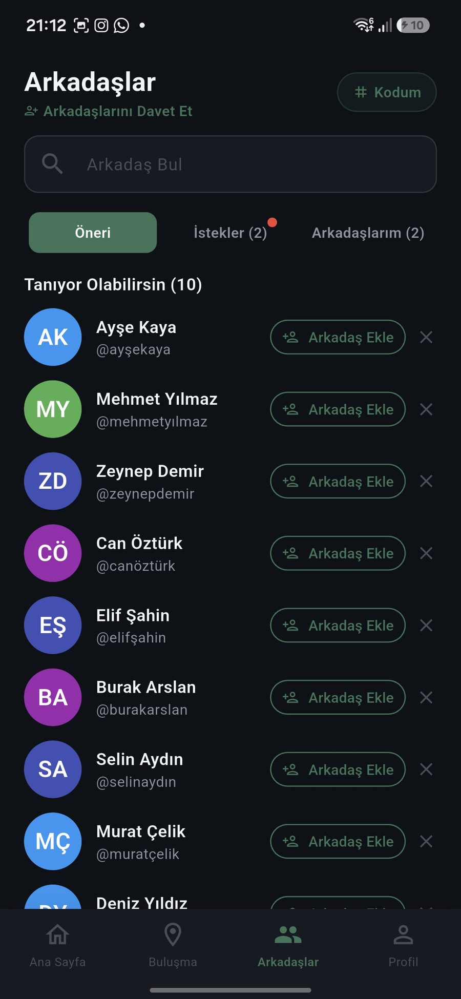 21:12
6
10
Arkadaşlar
Arkadaşlarını Davet Et
# Kodum
Arkadaş Bul
Öneri
İstekler (2)
Arkadaşlarım (2)
Tanıyor Olabilirsin (10)
AK
Ayşe Kaya
@ayşekaya
Arkadaş Ekle
MY
Mehmet Yılmaz
@mehmetyılmaz
Arkadaş Ekle
ZD
Zeynep Demir
@zeynepdemir
Arkadaş Ekle
CÖ
Can Öztürk
@canöztürk
Arkadaş Ekle
EŞ
Elif Şahin
@elifşahin
Arkadaş Ekle
BA
Burak Arslan
@burakarslan
Arkadaş Ekle
SA
Selin Aydın
@selinaydın
Arkadaş Ekle
MÇ
Murat Çelik
@muratçelik
Arkadaş Ekle
Deniz Yıldız
Ana Sayfa
Buluşma
Arkadaşlar
Profil